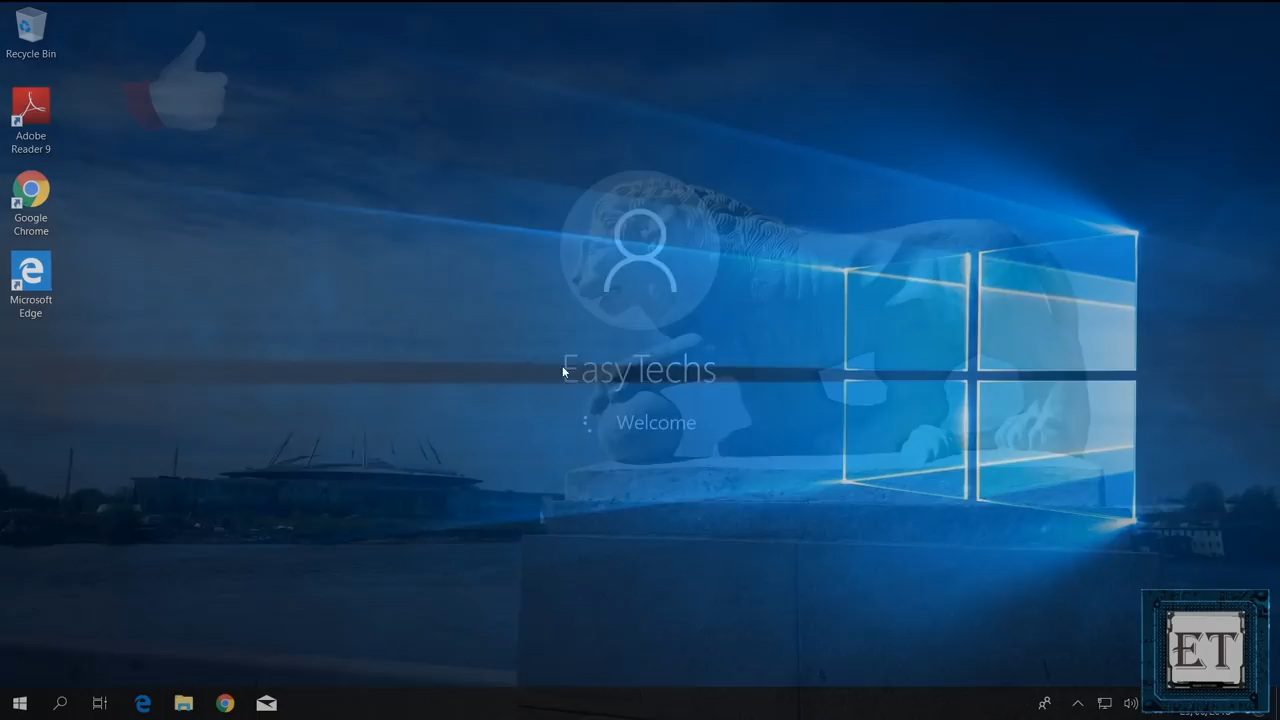 Recycle Bin
Adobe
Reader 9
Google
Chrome
Microsoft
Edge
EasyTechs
Welcome
ET